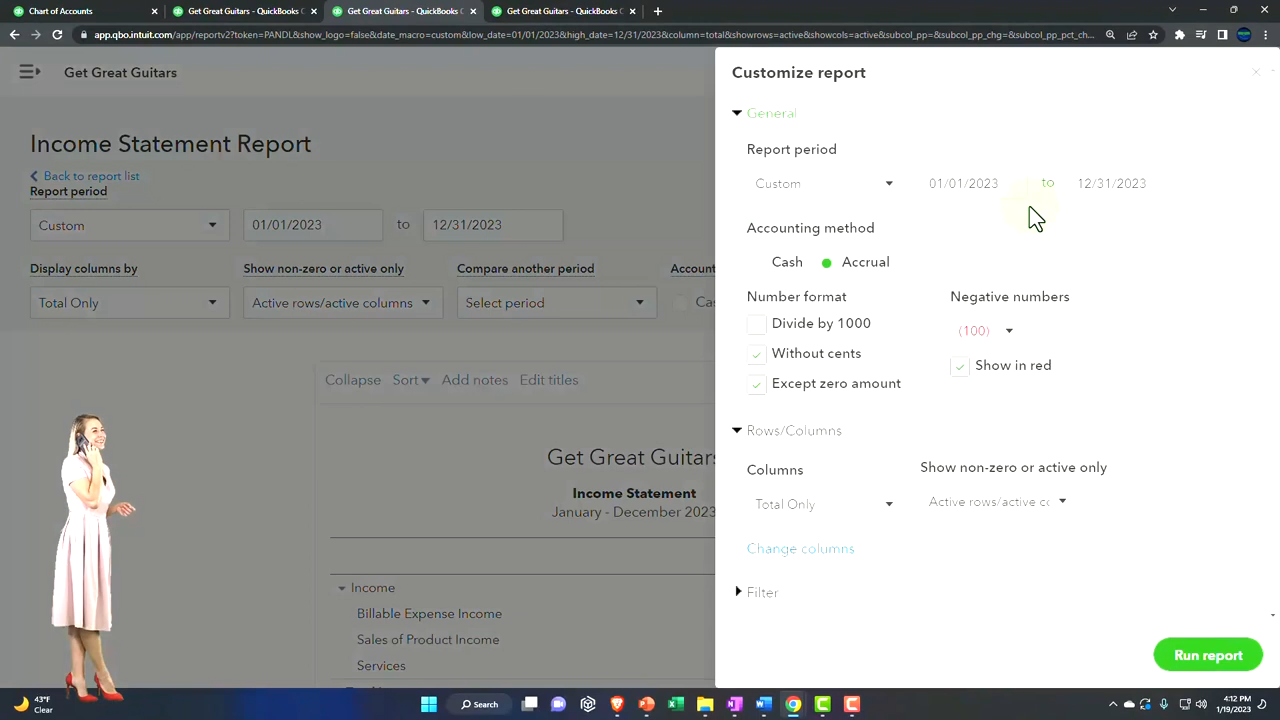 Chart of Accounts
Get Great Guitars - QuickBooks C
Get Great Guitars - QuickBooks C
Get Great Guitars - QuickBooks C
app.qbo.intuit.com/app/reportv2?token=PANDL&show_logo=false&date_macro=custom&low_date=01/01/2023&high_date=12/31/2023&column=total&showrows=active&showcols=active&subcol_pp=&subcol_pp_chg=&subcol_pp_pct_ch...
Get Great Guitars
Income Statement Report
Back to report list
Report period
Custom
01/01/2023
to
12/31/2023
Display columns by
Show non-zero or active only
Compare another period
Account
Total Only
Active rows/active columns
Select period
Cas
Collapse
Sort
Add notes
Edit titles
Get Great Guitars
Income Statement
January - December 2023
Income
Billable Expense Income
Sales of Product Income
Services
Customize report
General
Report period
Custom
01/01/2023
to
12/31/2023
Accounting method
Cash
Accrual
Number format
Negative numbers
Divide by 1000
(100)
Without cents
Show in red
Except zero amount
Rows/Columns
Columns
Show non-zero or active only
Total Only
Active rows/active co
Change columns
Filter
Run report
43°F
Clear
Search
4:12 PM
1/9/2023